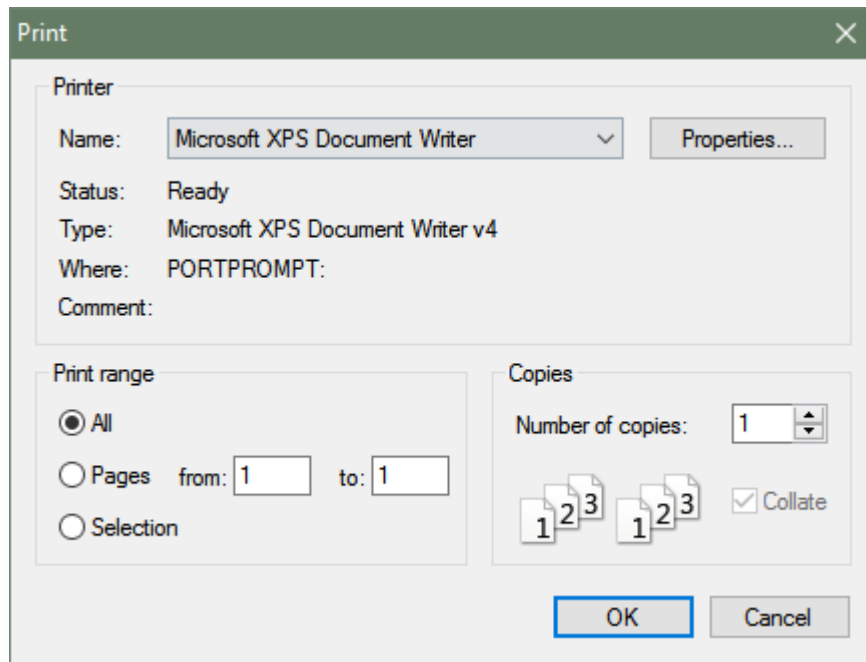 Print
Printer
Name: Microsoft XPS Document Writer Properties...
Status: Ready
Type: Microsoft XPS Document Writer v4
Where: PORTPROMPT:
Comment:
Print range
All
Pages from: 1 to: 1
Selection
Copies
Number of copies: 1
1 2 3 1 2 3 Collate
OK Cancel